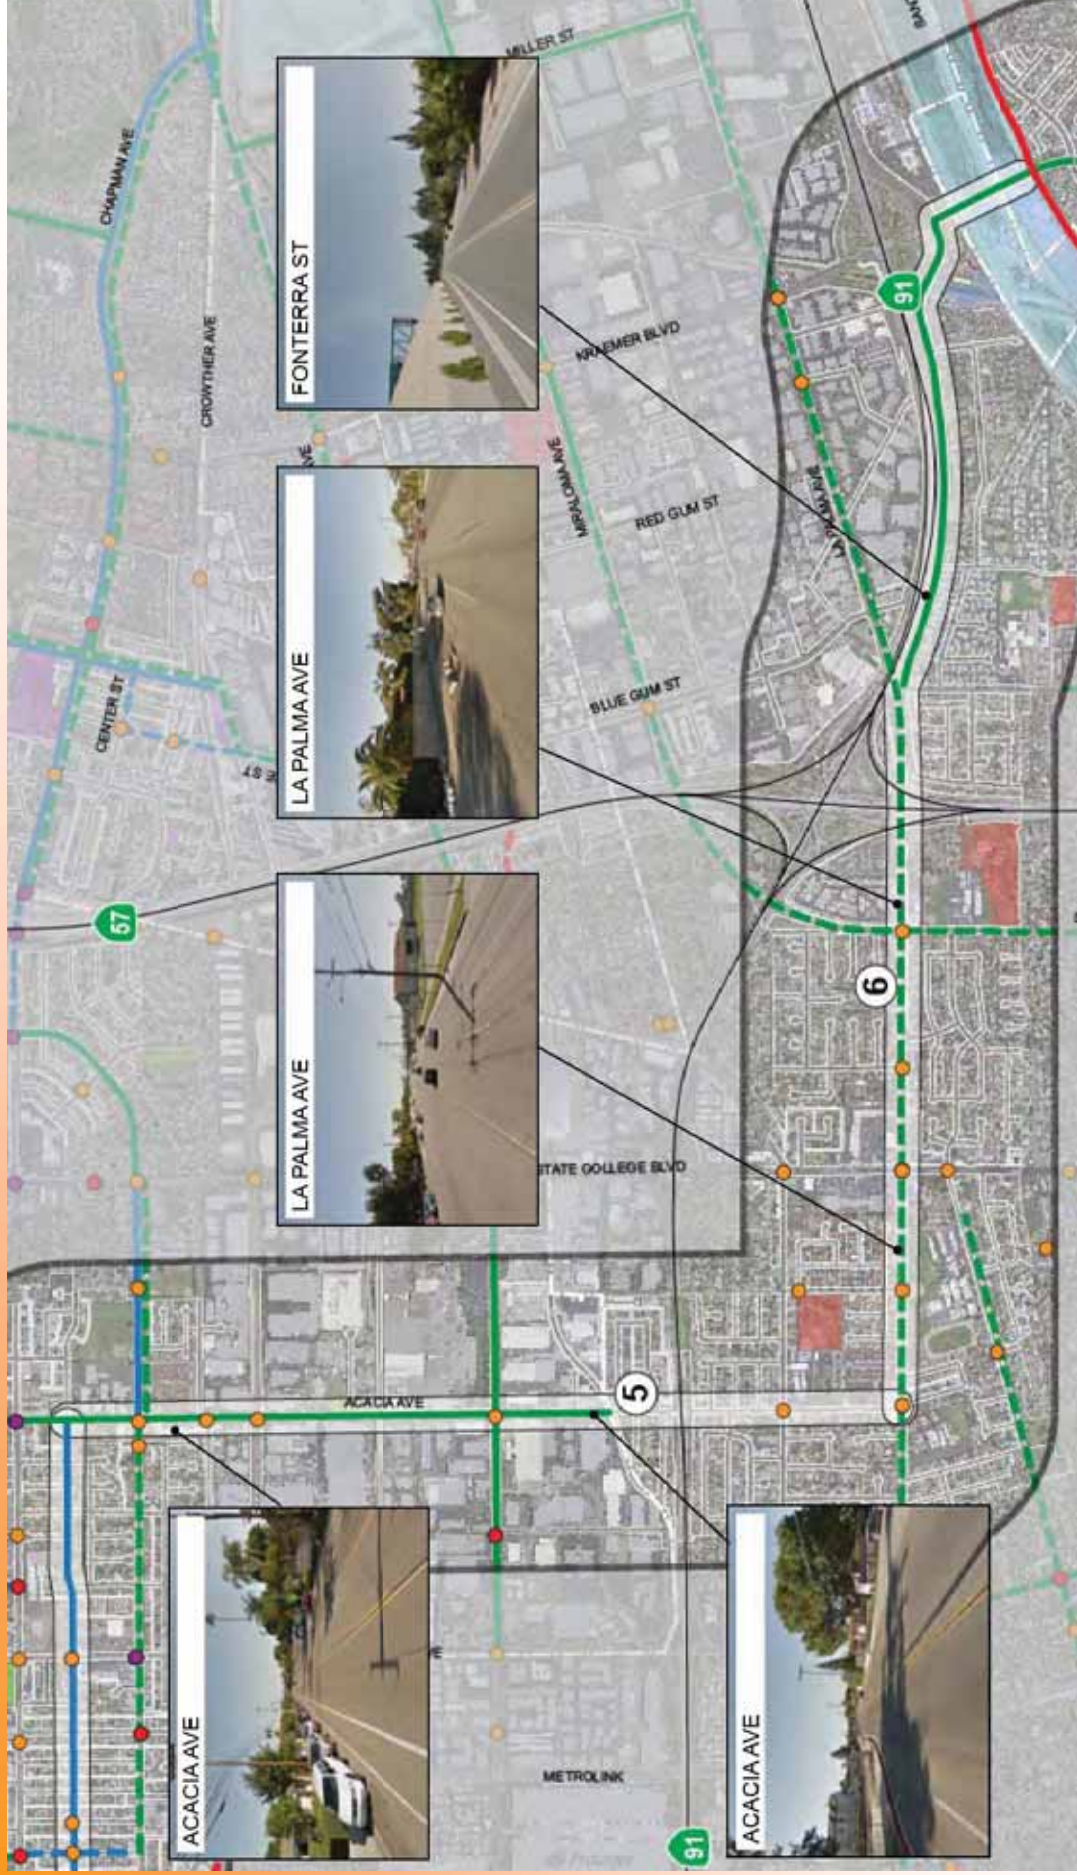 CHAPMAN AVE
MILLER ST
CROWTHER AVE
FONTERRA ST
KRAEMER BLVD
91
AVE
MIRALOMA AVE
RED GUM ST
LA PALMA AVE
CENTER ST
LA PALMA AVE
BLUE GUM ST
57
LA PALMA AVE
6
STATE COLLEGE BLVD
ACACIA AVE
5
ACACIA AVE
METROLINK
ACACIA AVE
91